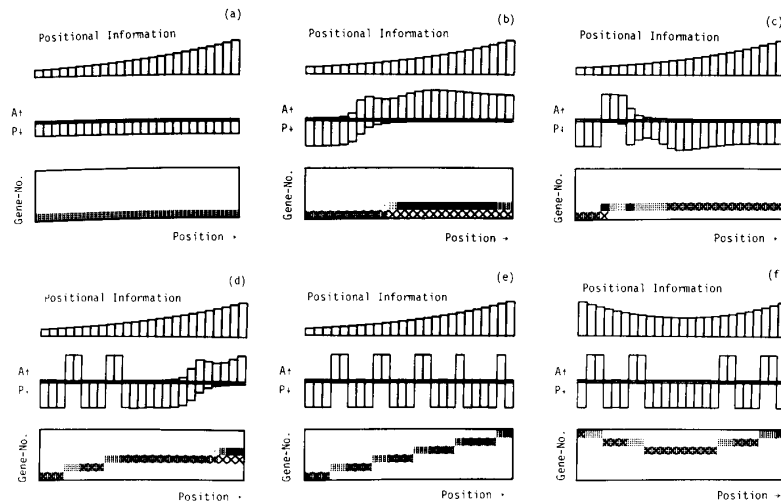 (a)
Positional Information
A↑
P↓
Gene-No.
Position →
(b)
Positional Information
A↑
P↓
Gene-No.
Position →
(c)
Positional Information
A↑
P↓
Gene-No.
Position →
(d)
Positional Information
A↑
P↓
Gene-No.
Position →
(e)
Positional Information
A↑
P↓
Gene-No.
Position →
(f)
Positional Information
A↑
P↓
Gene-No.
Position →